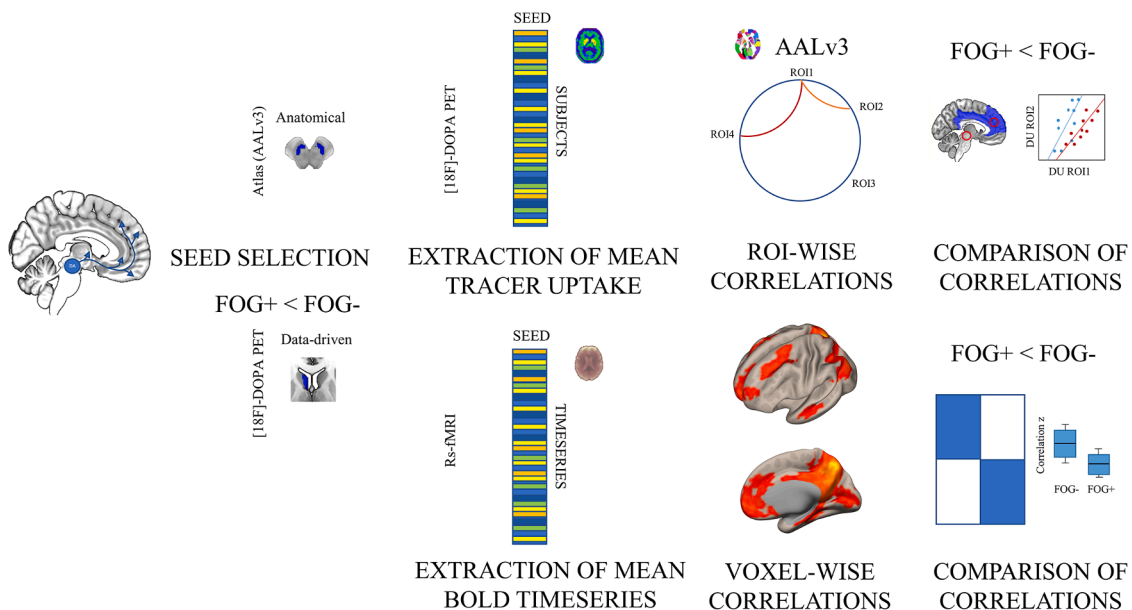 Atlas (AALv3)
Anatomical
SEED SELECTION
FOG+ < FOG-
[18F]-DOPA PET
Data-driven
DA
SEED
[18F]-DOPA PET
SUBJECTS
EXTRACTION OF MEAN
TRACER UPTAKE
AALv3
ROI1
ROI2
ROI4
ROI3
ROI-WISE
CORRELATIONS
FOG+ < FOG-
DU ROI2
DU ROI1
COMPARISON OF
CORRELATIONS
SEED
Rs-fMRI
TIMESERIES
EXTRACTION OF MEAN
BOLD TIMESERIES
VOXEL-WISE
CORRELATIONS
FOG+ < FOG-
Correlation z
FOG- FOG+
COMPARISON OF
CORRELATIONS